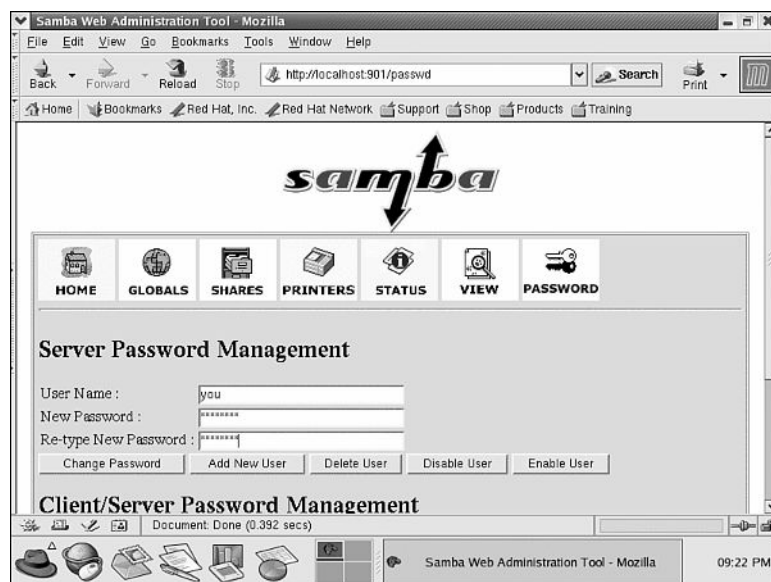 Samba Web Administration Tool - Mozilla
File Edit View Go Bookmarks Tools Window Help
Back Forward Reload Stop http://localhost:901/passwd Search Print
Home Bookmarks Red Hat, Inc. Red Hat Network Support Shop Products Training
samba
HOME GLOBALS SHARES PRINTERS STATUS VIEW PASSWORD
Server Password Management
User Name : you
New Password : ********
Re-type New Password : ********
Change Password Add New User Delete User Disable User Enable User
Client/Server Password Management
Document: Done (0.392 secs)
Samba Web Administration Tool - Mozilla 09:22 PM